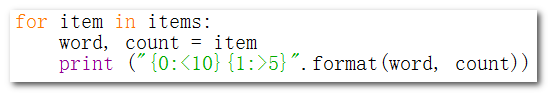 for item in items:
    word, count = item
    print ("{0:<10}{1:>5}".format(word, count))